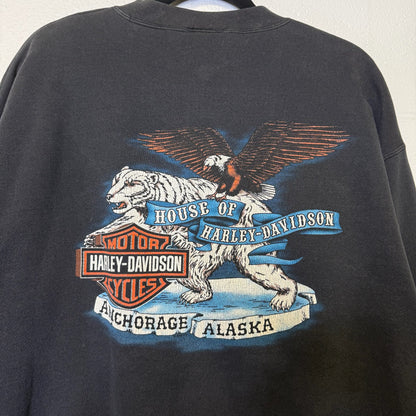 HOUSE OF
HARLEY-DAVIDSON
MOTOR
HARLEY-DAVIDSON
CYCLES
ANCHORAGE ALASKA